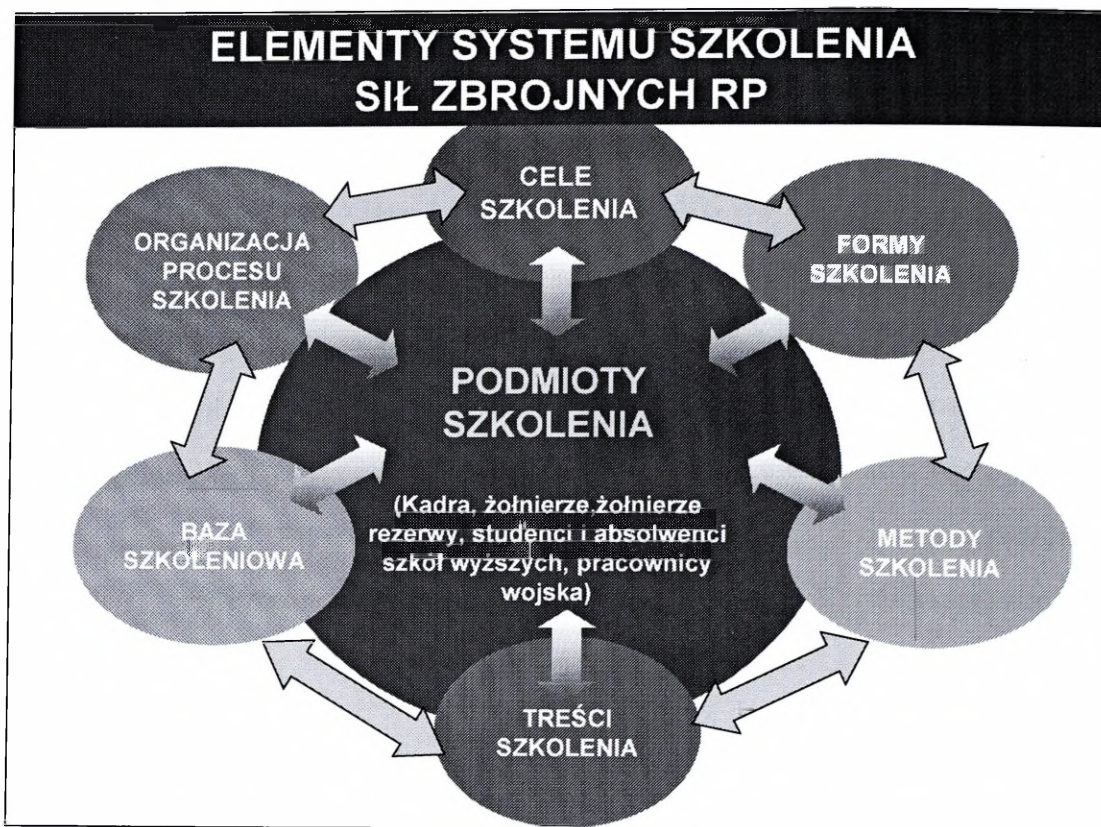 ELEMENTY SYSTEMU SZKOLENIA
SIŁ ZBROJNYCH RP
CELE
SZKOLENIA
ORGANIZACJA
PROCESU
SZKOLENIA
FORMY
SZKOLENIA
PODMIOTY
SZKOLENIA
(Kadra, żołnierze,żołnierze
rezerwy, studenci i absolwenci
szkół wyższych, pracownicy
wojska)
BAZA
SZKOLENIOWA
METODY
SZKOLENIA
TREŚCI
SZKOLENIA